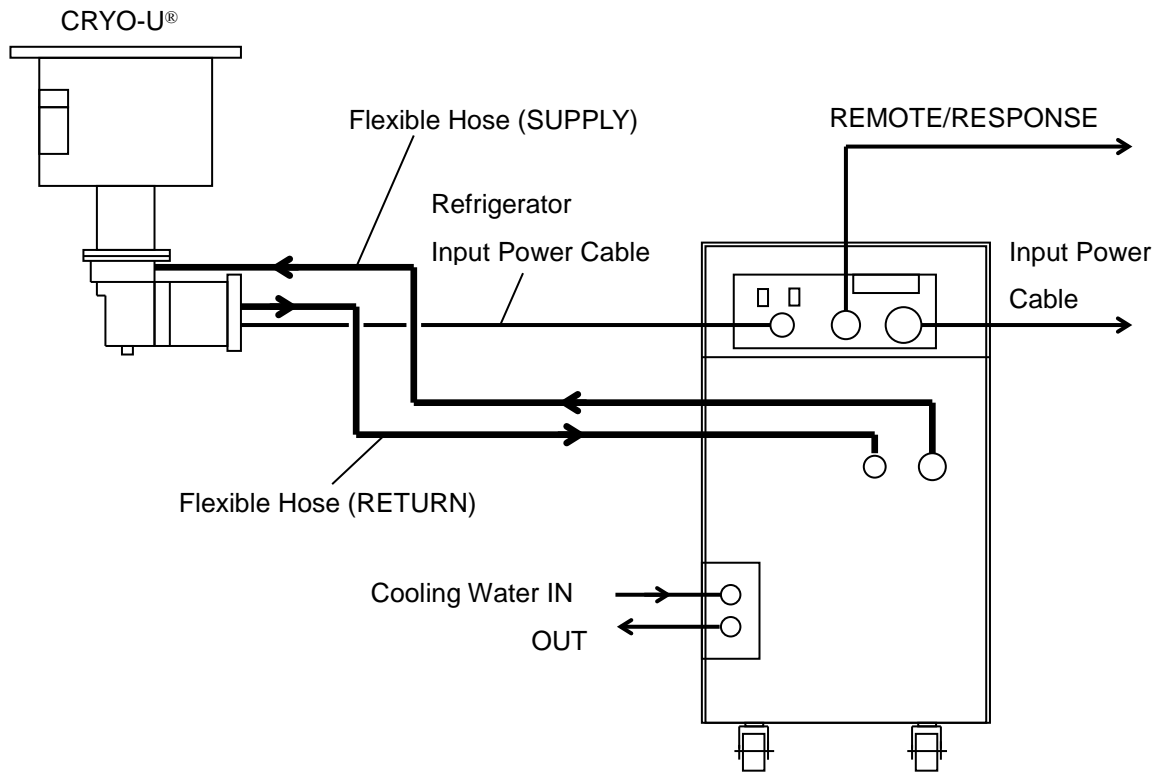 CRYO-U®
Flexible Hose (SUPPLY)
REMOTE/RESPONSE
Refrigerator
Input Power Cable
Input Power
Cable
Flexible Hose (RETURN)
Cooling Water IN
OUT